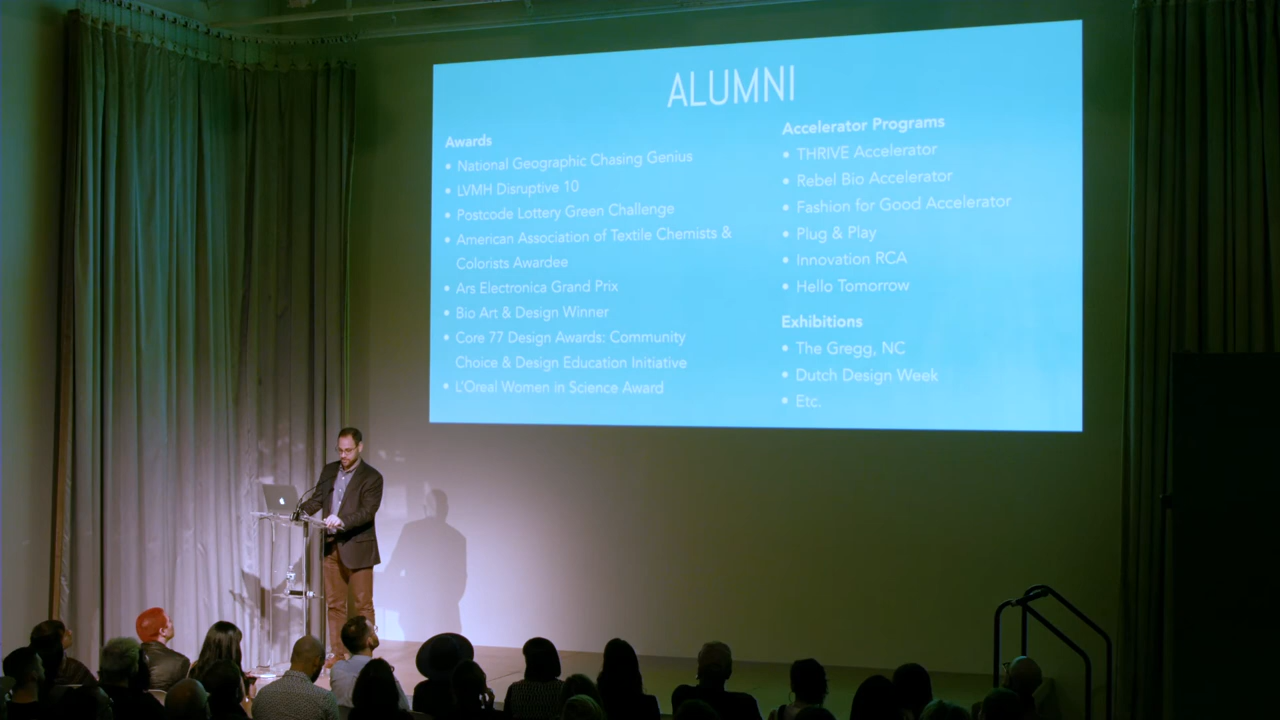 ALUMNI
Awards
• National Geographic Chasing Genius
• LVMH Disruptive 10
• Postcode Lottery Green Challenge
• American Association of Textile Chemists &
Colorists Awardee
• Ars Electronica Grand Prix
• Bio Art & Design Winner
• Core 77 Design Awards: Community
Choice & Design Education Initiative
• L'Oreal Women in Science Award
Accelerator Programs
• THRIVE Accelerator
• Rebel Bio Accelerator
• Fashion for Good Accelerator
• Plug & Play
• Innovation RCA
• Hello Tomorrow
Exhibitions
• The Gregg, NC
• Dutch Design Week
• Etc.